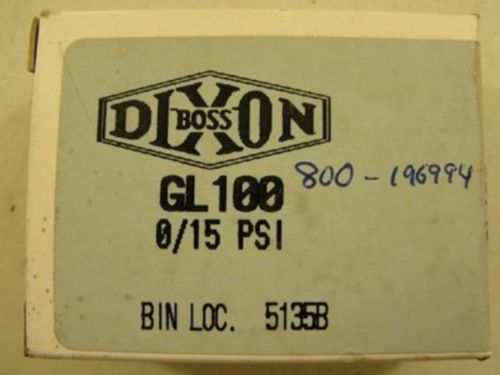 DIXON
BOSS
GL100 800-196994
0/15 PSI
BIN LOC. 5135B